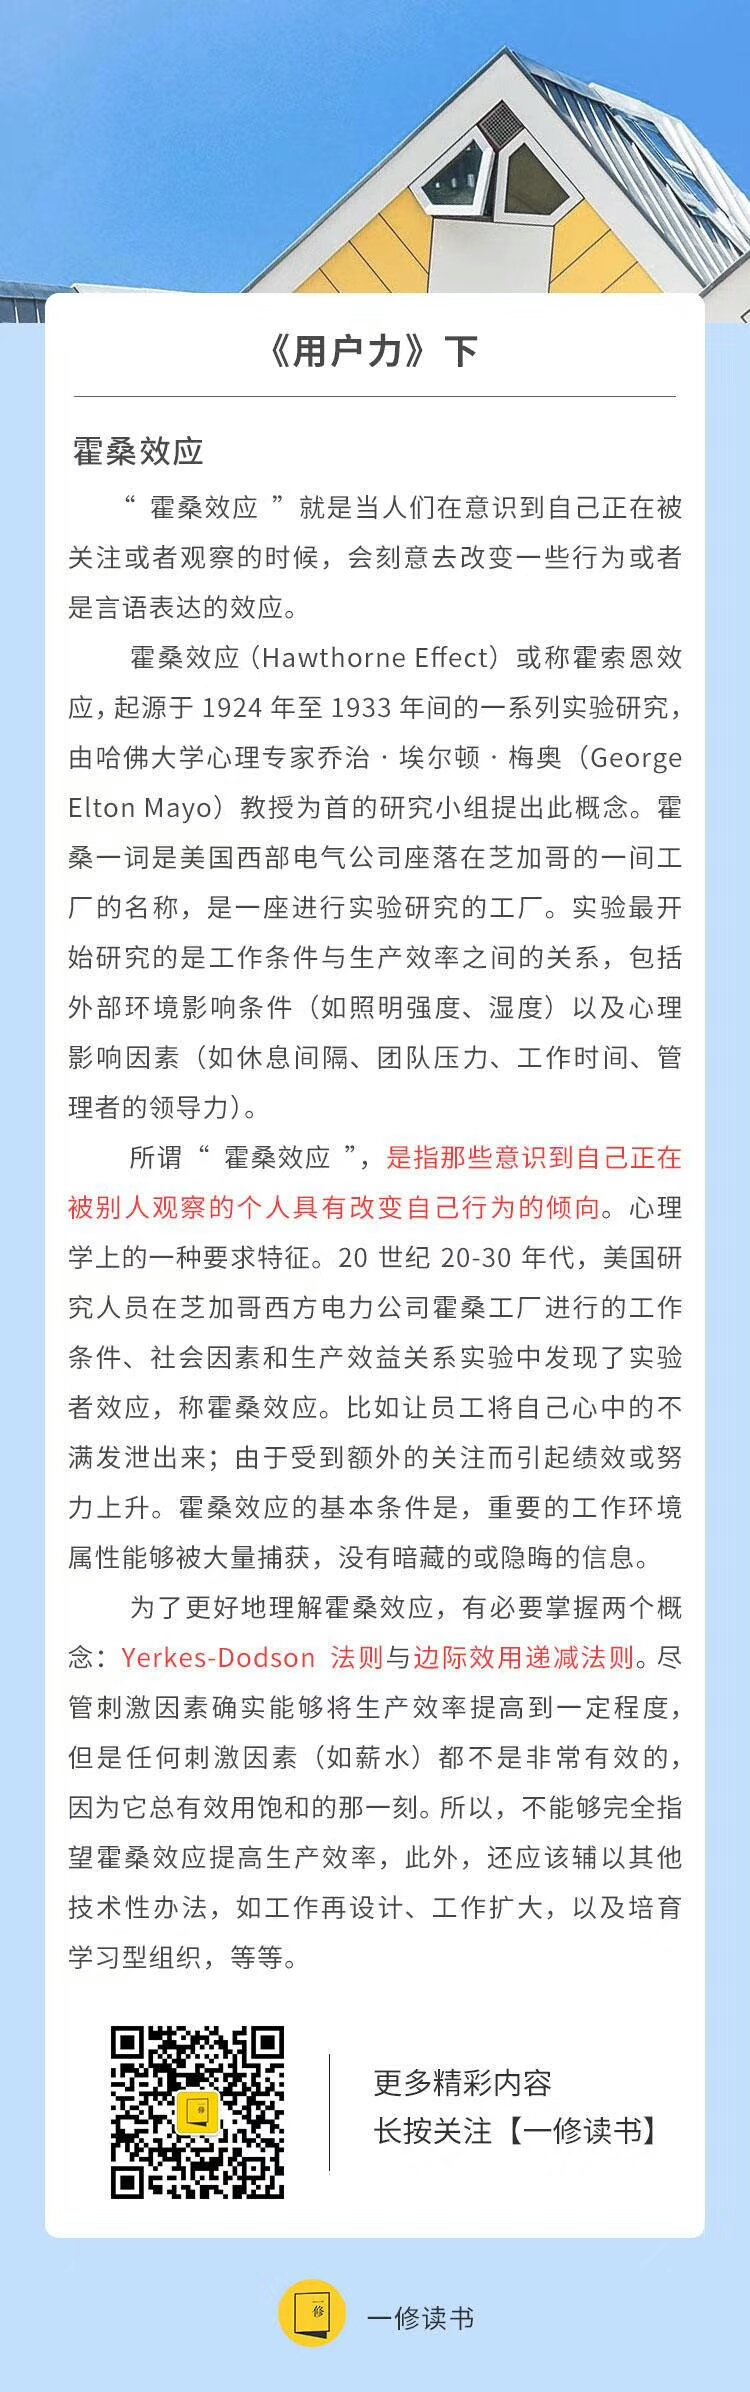 《用户力》下
霍桑效应
“ 霍桑效应 ”就是当人们在意识到自己正在被
关注或者观察的时候，会刻意去改变一些行为或者
是言语表达的效应。
霍桑效应（Hawthorne Effect）或称霍索恩效
应，起源于 1924 年至 1933 年间的一系列实验研究，
由哈佛大学心理专家乔治 · 埃尔顿 · 梅奥（George
Elton Mayo）教授为首的研究小组提出此概念。霍
桑一词是美国西部电气公司座落在芝加哥的一间工
厂的名称，是一座进行实验研究的工厂。实验最开
始研究的是工作条件与生产效率之间的关系，包括
外部环境影响条件（如照明强度、湿度）以及心理
影响因素（如休息间隔、团队压力、工作时间、管
理者的领导力）。
所谓“ 霍桑效应 ”，是指那些意识到自己正在
被别人观察的个人具有改变自己行为的倾向。心理
学上的一种要求特征。20 世纪 20-30 年代，美国研
究人员在芝加哥西方电力公司霍桑工厂进行的工作
条件、社会因素和生产效益关系实验中发现了实验
者效应，称霍桑效应。比如让员工将自己心中的不
满发泄出来；由于受到额外的关注而引起绩效或努
力上升。霍桑效应的基本条件是，重要的工作环境
属性能够被大量捕获，没有暗藏的或隐晦的信息。
为了更好地理解霍桑效应，有必要掌握两个概
念：Yerkes-Dodson 法则与边际效用递减法则。尽
管刺激因素确实能够将生产效率提高到一定程度，
但是任何刺激因素（如薪水）都不是非常有效的，
因为它总有效用饱和的那一刻。所以，不能够完全指
望霍桑效应提高生产效率，此外，还应该辅以其他
技术性办法，如工作再设计、工作扩大，以及培育
学习型组织，等等。
一修
更多精彩内容
长按关注【一修读书】
一修
一修读书